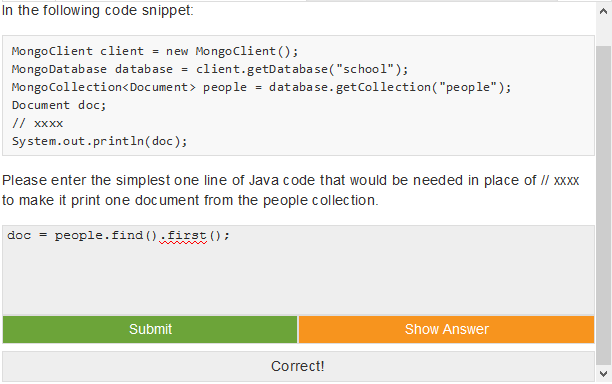 In the following code snippet:
MongoClient client = new MongoClient();
MongoDatabase database = client.getDatabase("school");
MongoCollection<Document> people = database.getCollection("people");
Document doc;
// xxxx
System.out.println(doc);
Please enter the simplest one line of Java code that would be needed in place of // xxxx
to make it print one document from the people collection.
doc = people.find().first();
Submit
Show Answer
Correct!